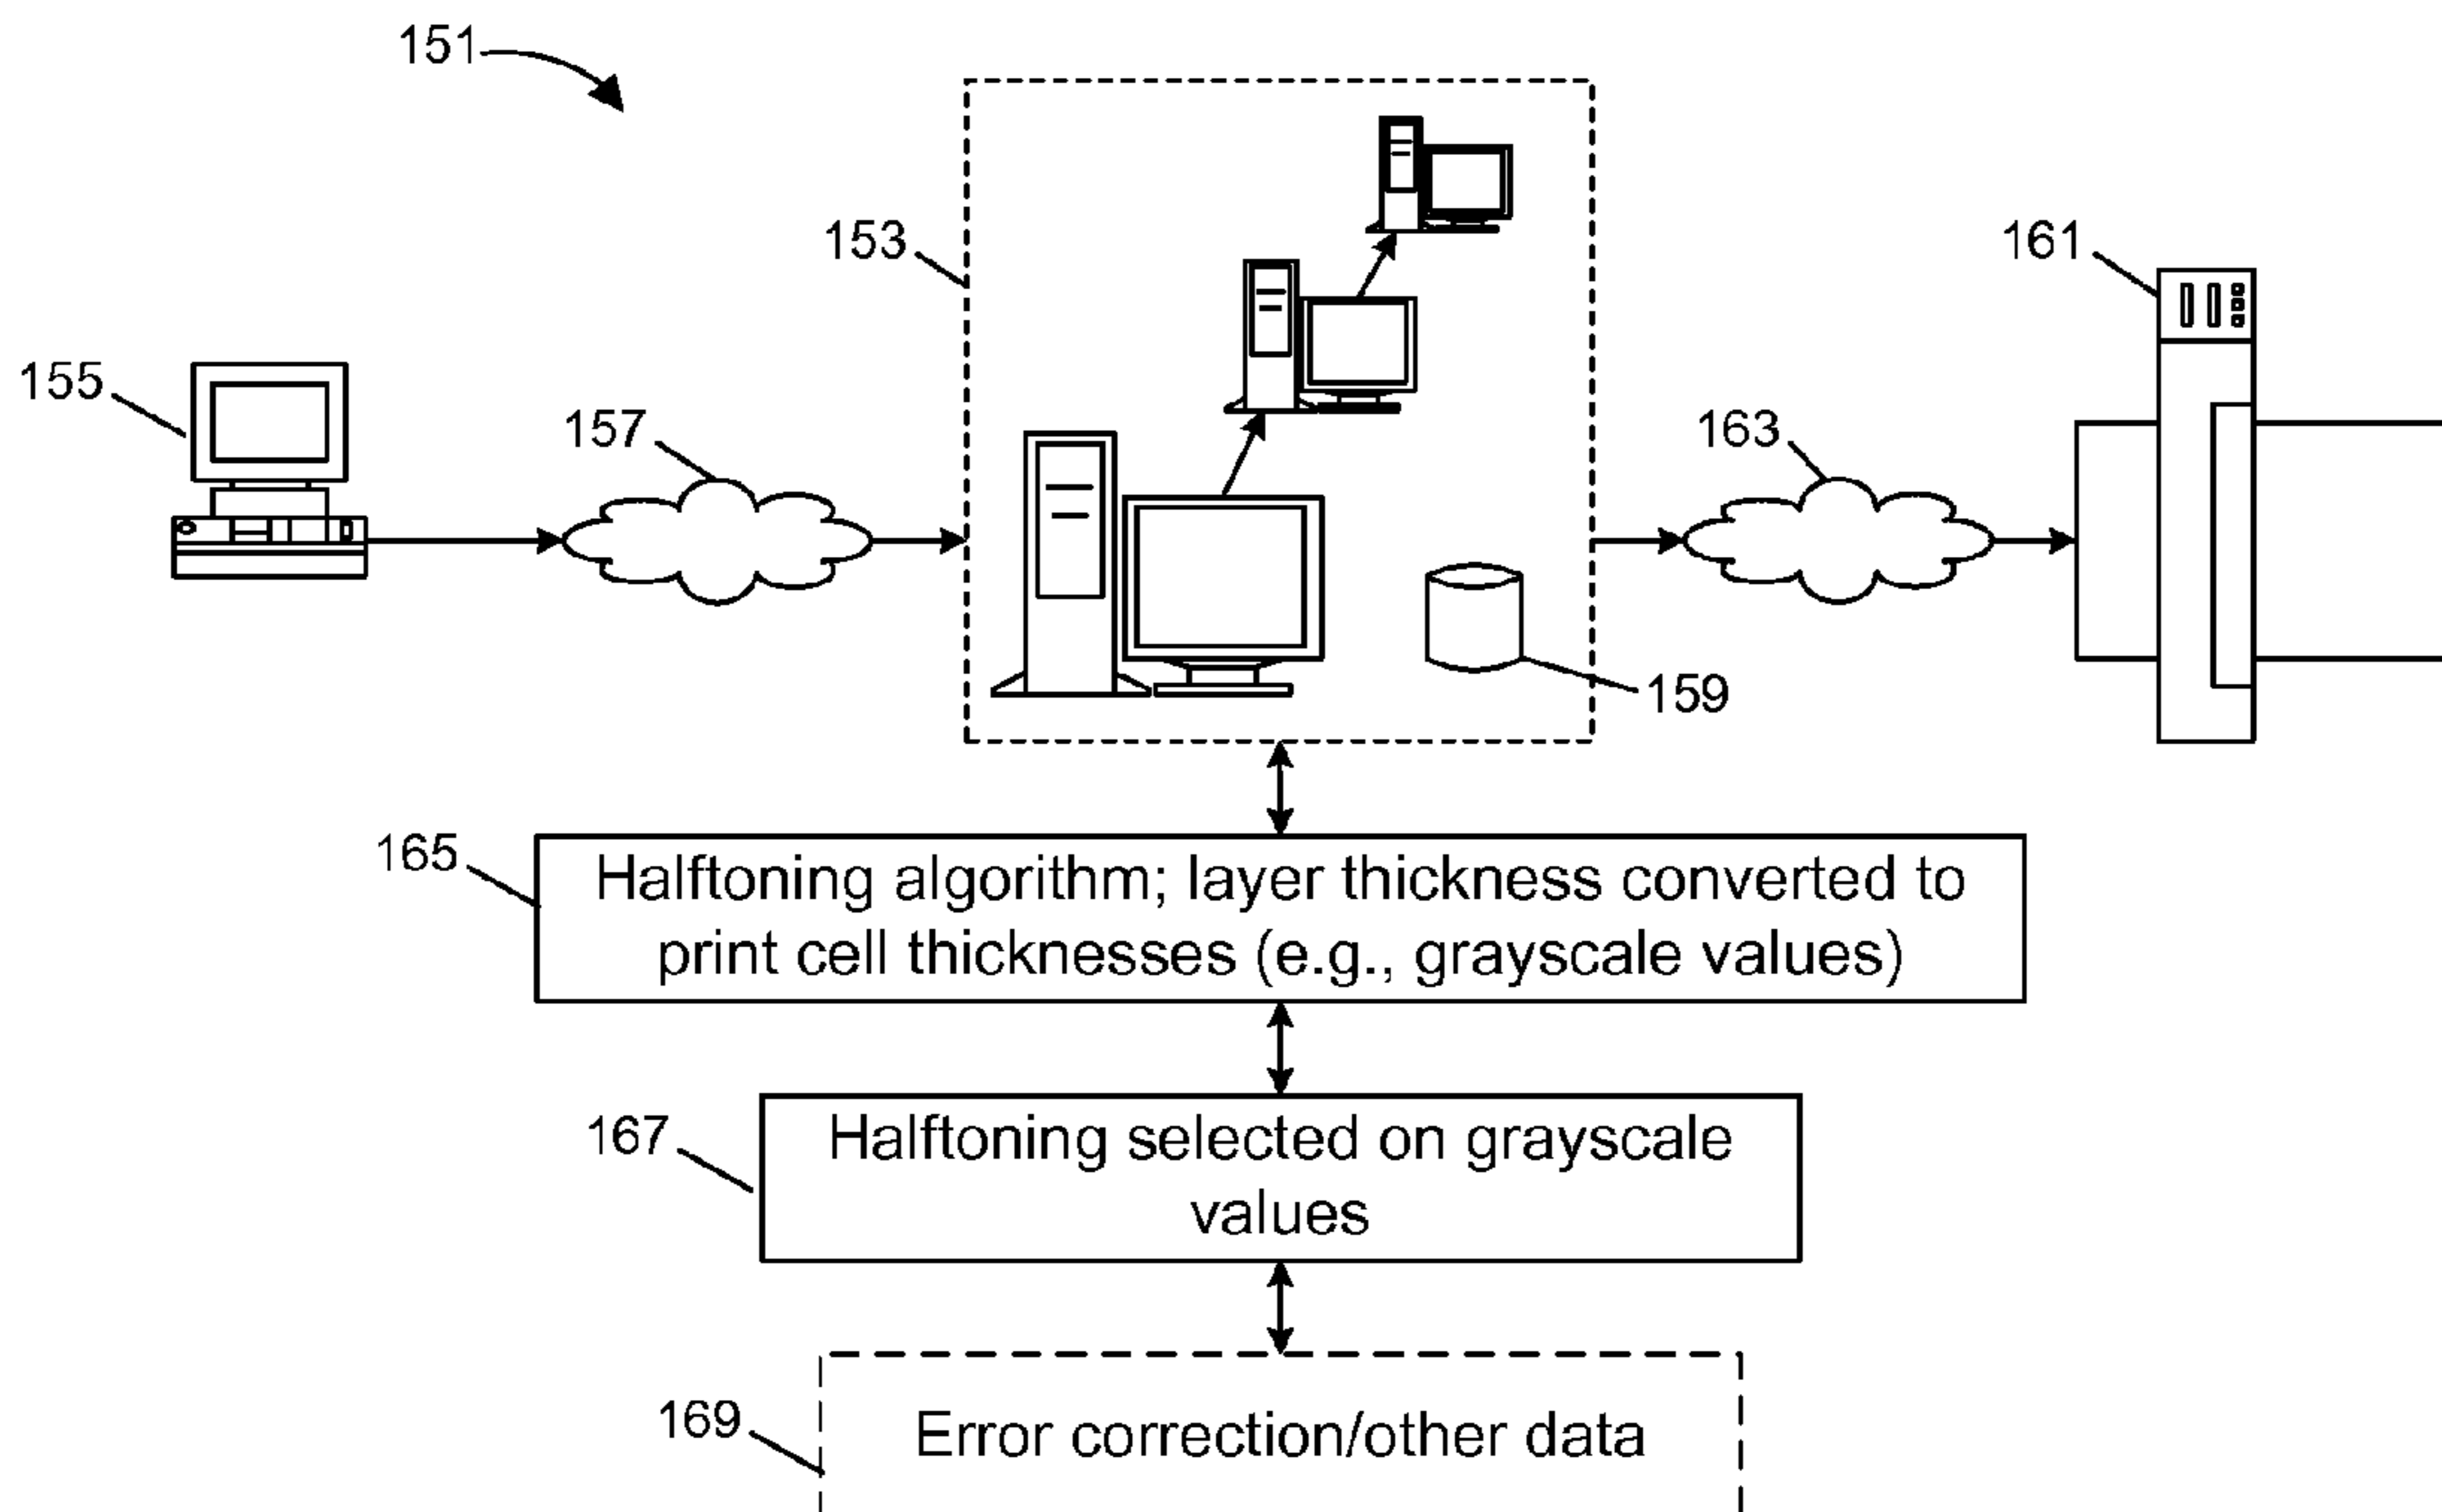 151
153
161
155
157
163
159
165
Halftoning algorithm; layer thickness converted to
print cell thicknesses (e.g., grayscale values)
167
Halftoning selected on grayscale
values
169
Error correction/other data